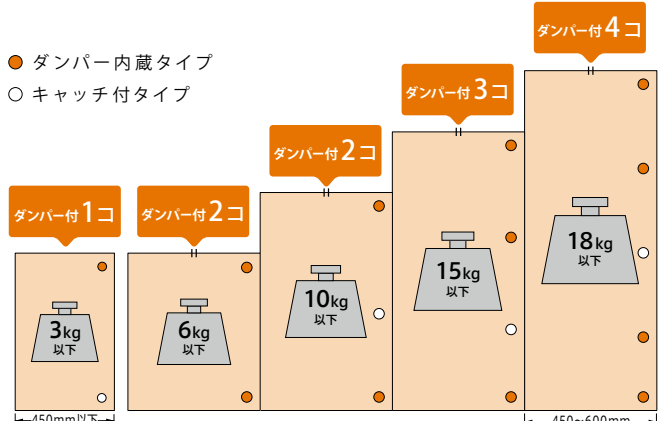 ダンパー内蔵タイプ
キャッチ付タイプ
ダンパー付1コ
ダンパー付2コ
ダンパー付2コ
ダンパー付3コ
ダンパー付4コ
3kg
以下
6kg
以下
10kg
以下
15kg
以下
18kg
以下
450mm以下
450~600mm